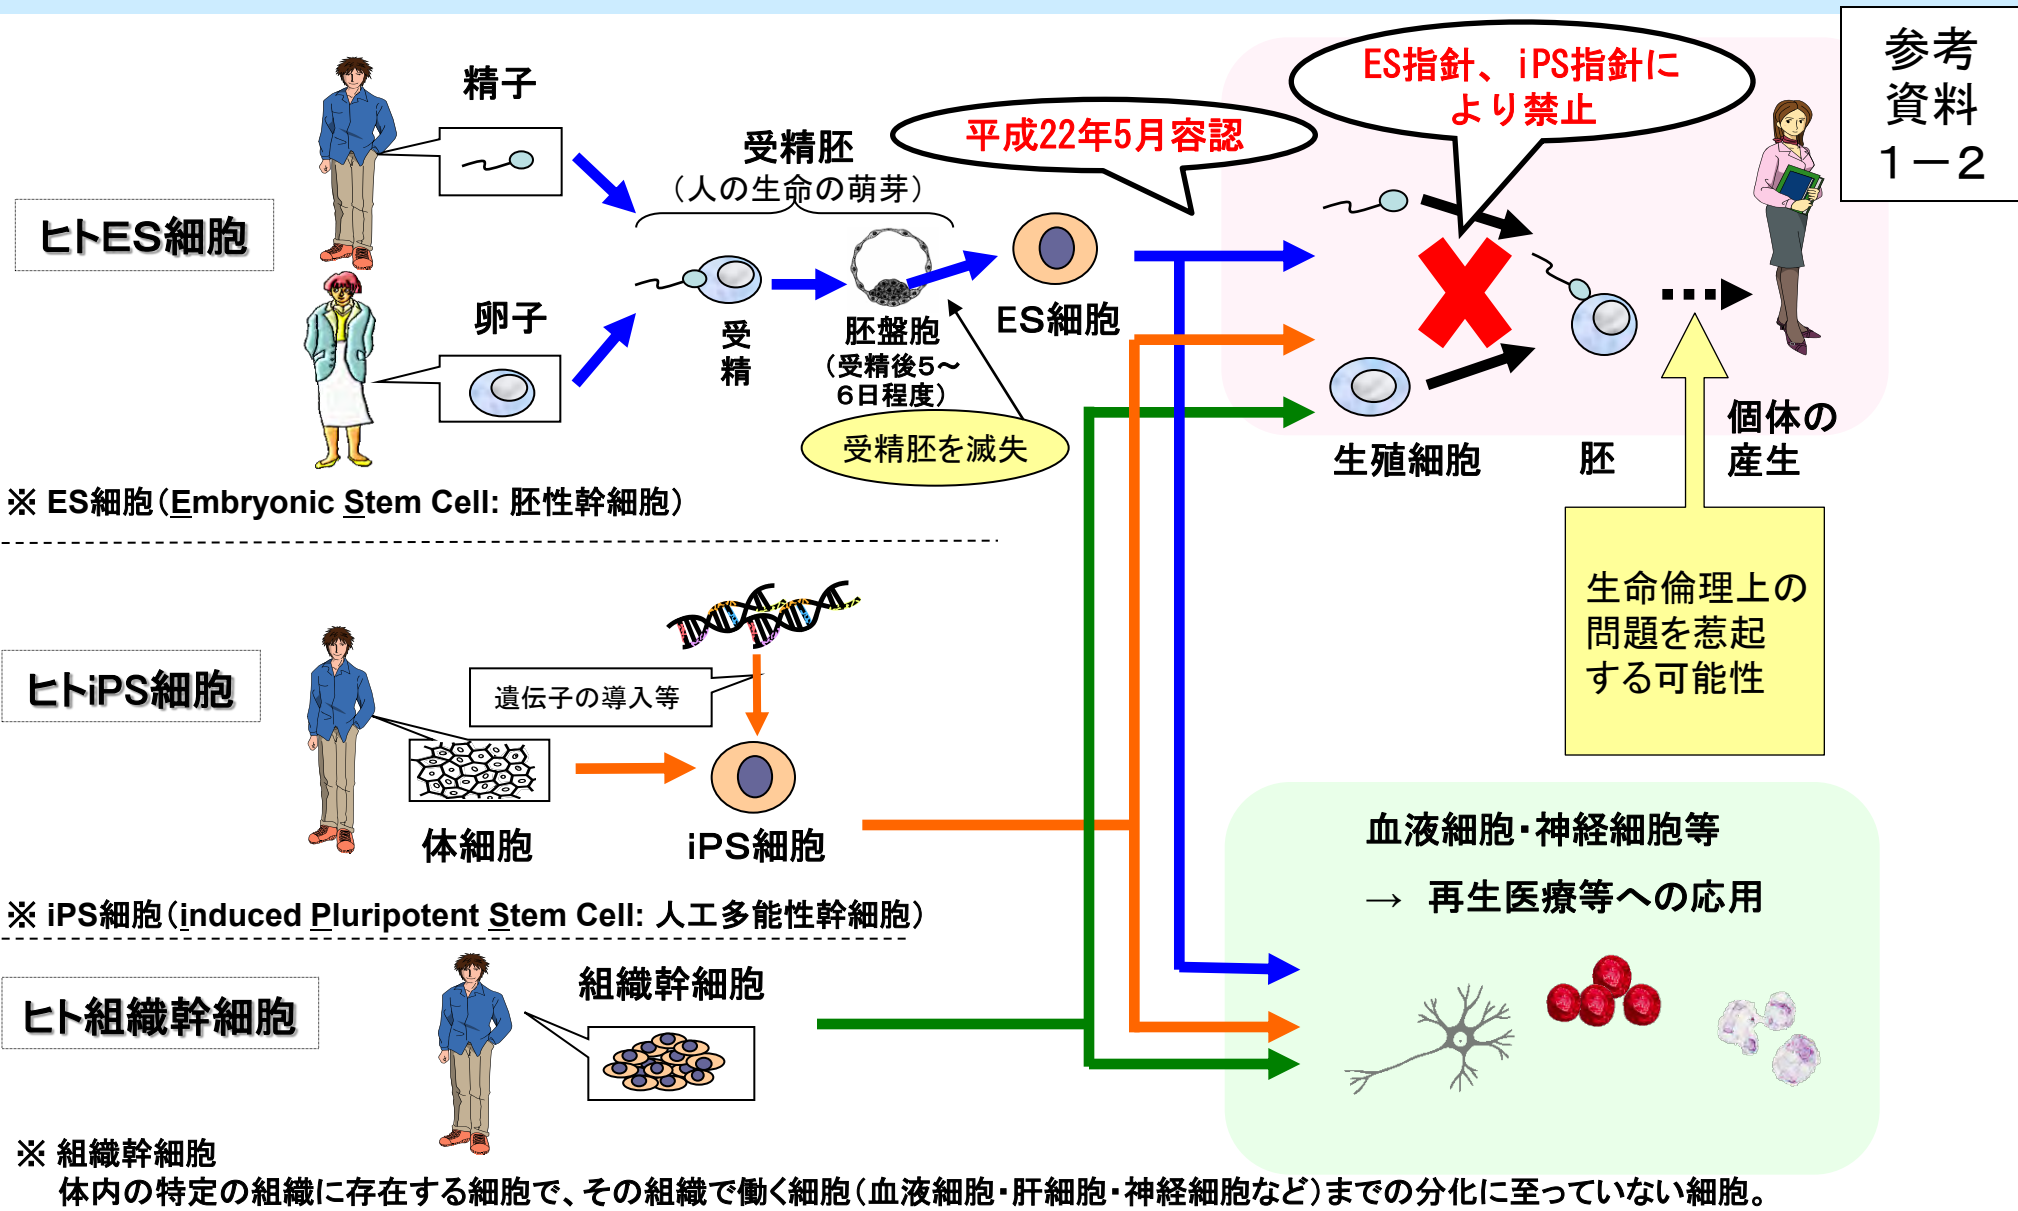 参考
資料
１－２
ES指針、iPS指針に
より禁止
平成22年5月容認
精子
受精胚
（人の生命の萌芽）
ヒトES細胞
卵子
受
精
胚盤胞
（受精後５～
６日程度）
ES細胞
受精胚を滅失
生殖細胞
胚
個体の
産生
※ ES細胞（Embryonic Stem Cell: 胚性幹細胞）
生命倫理上の
問題を惹起
する可能性
ヒトiPS細胞
遺伝子の導入等
体細胞
iPS細胞
※ iPS細胞（induced Pluripotent Stem Cell: 人工多能性幹細胞）
血液細胞・神経細胞等
→ 再生医療等への応用
ヒト組織幹細胞
組織幹細胞
※ 組織幹細胞
体内の特定の組織に存在する細胞で、その組織で働く細胞（血液細胞・肝細胞・神経細胞など）までの分化に至っていない細胞。